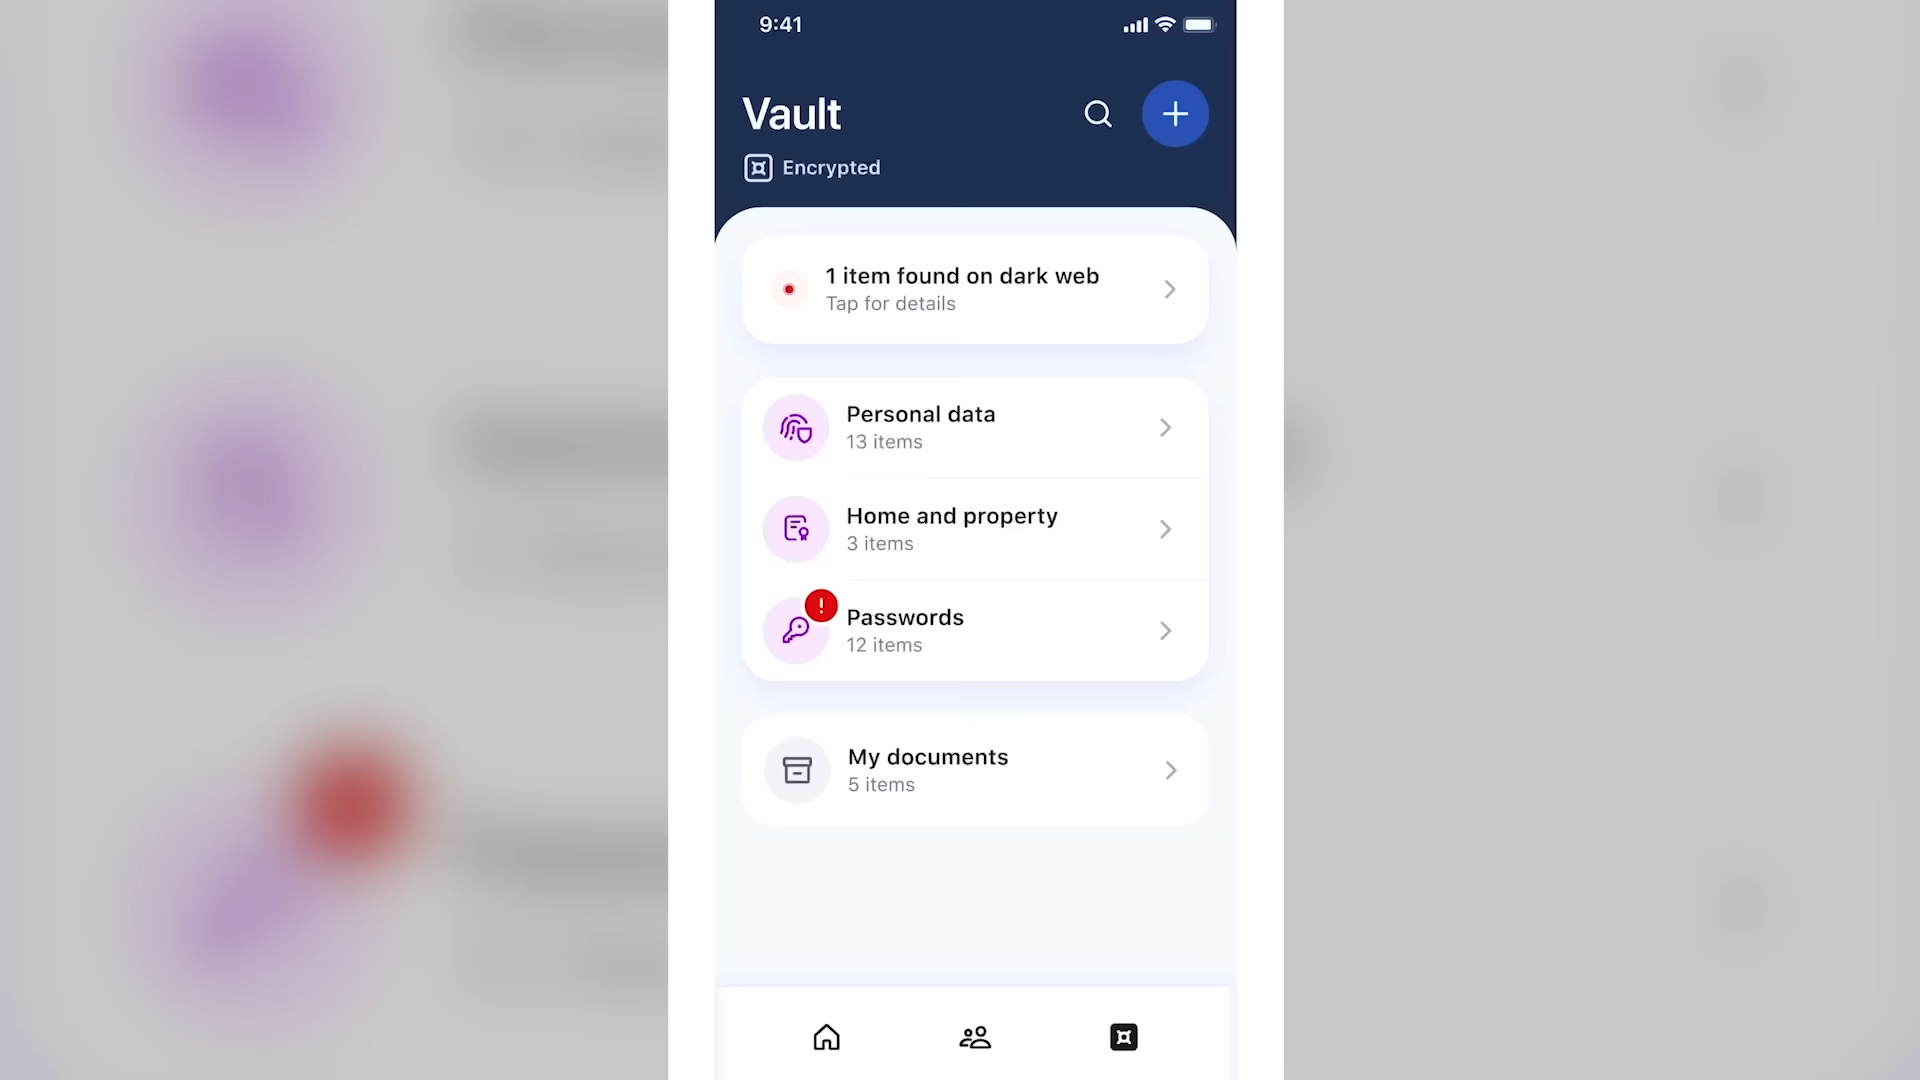 9:41
Vault
Encrypted
1 item found on dark web
Tap for details
Personal data
13 items
Home and property
3 items
!
Passwords
12 items
My documents
5 items